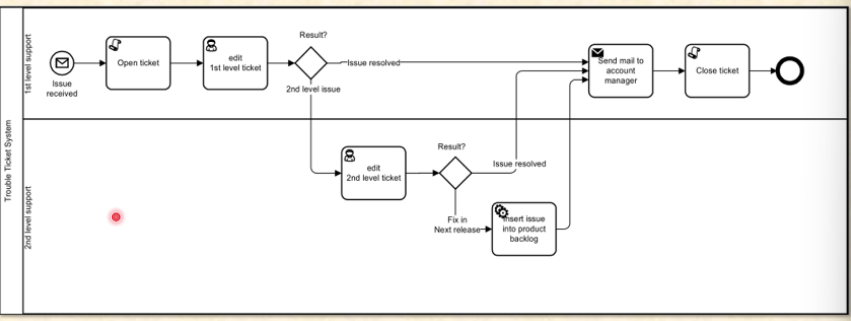 Trouble Ticket System
1st level support
Issue
received
Open ticket
edit
1st level ticket
Result?
Issue resolved
2nd level issue
Send mail to
account
manager
Close ticket
2nd level support
edit
2nd level ticket
Result?
Issue resolved
Fix in
Next release
Insert issue
into product
backlog